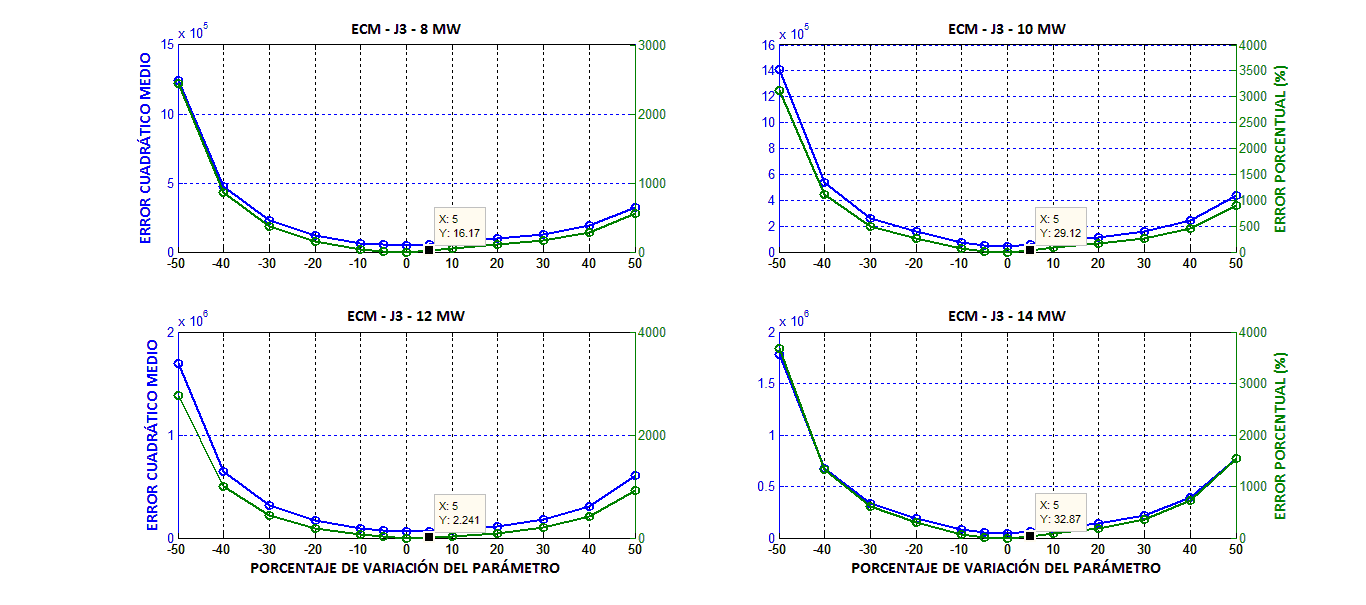 ECM - J3 - 8 MW
x 10^5
ERROR CUADRÁTICO MEDIO
15
10
5
0
3000
2000
1000
0
X: 5
Y: 16.17
-50 -40 -30 -20 -10 0 10 20 30 40 50
ECM - J3 - 10 MW
x 10^5
16
14
12
10
8
6
4
2
0
4000
3500
3000
2500
2000
1500
1000
500
0
ERROR PORCENTUAL (%)
X: 5
Y: 29.12
-50 -40 -30 -20 -10 0 10 20 30 40 50
ECM - J3 - 12 MW
x 10^6
ERROR CUADRÁTICO MEDIO
2
1
0
4000
2000
0
X: 5
Y: 2.241
-50 -40 -30 -20 -10 0 10 20 30 40 50
PORCENTAJE DE VARIACIÓN DEL PARÁMETRO
ECM - J3 - 14 MW
x 10^6
2
1.5
1
0.5
0
4000
3000
2000
1000
0
ERROR PORCENTUAL (%)
X: 5
Y: 32.87
-50 -40 -30 -20 -10 0 10 20 30 40 50
PORCENTAJE DE VARIACIÓN DEL PARÁMETRO